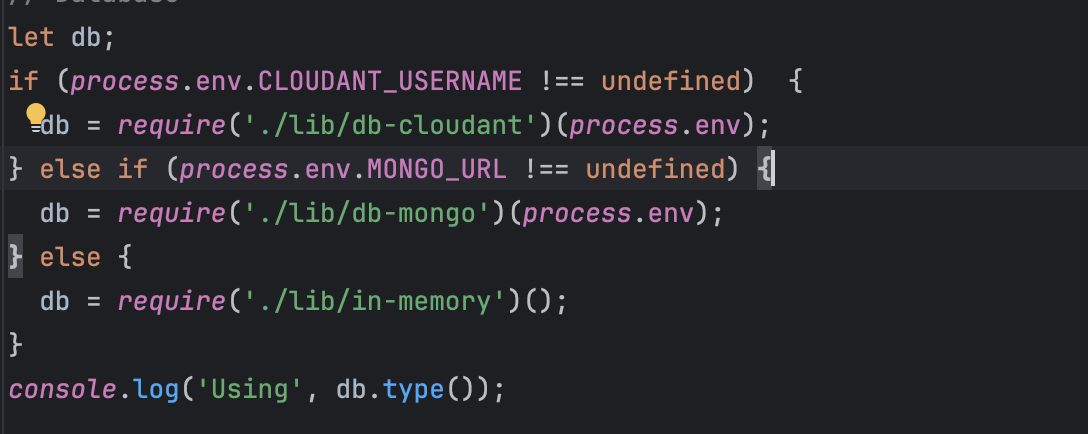 // Database
let db;
if (process.env.CLOUDANT_USERNAME !== undefined)  {
  db = require('./lib/db-cloudant')(process.env);
} else if (process.env.MONGO_URL !== undefined) {
  db = require('./lib/db-mongo')(process.env);
} else {
  db = require('./lib/in-memory')();
}
console.log('Using', db.type());